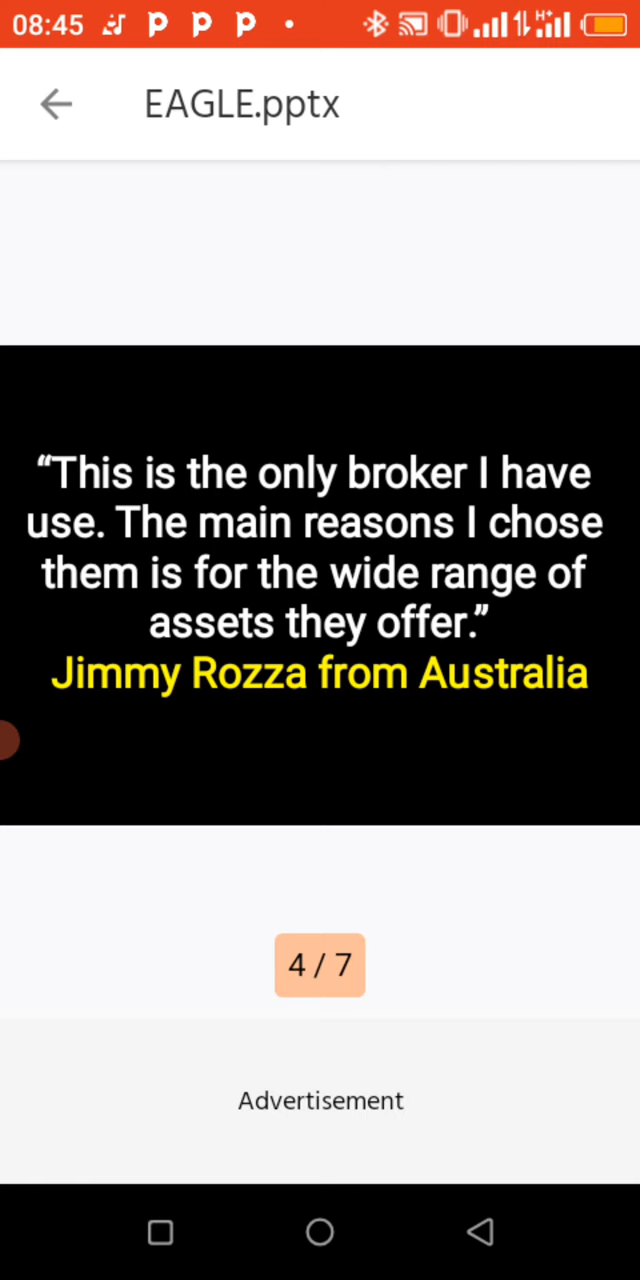 08:45
EAGLE.pptx
“This is the only broker I have
use. The main reasons I chose
them is for the wide range of
assets they offer.”
Jimmy Rozza from Australia
4 / 7
Advertisement